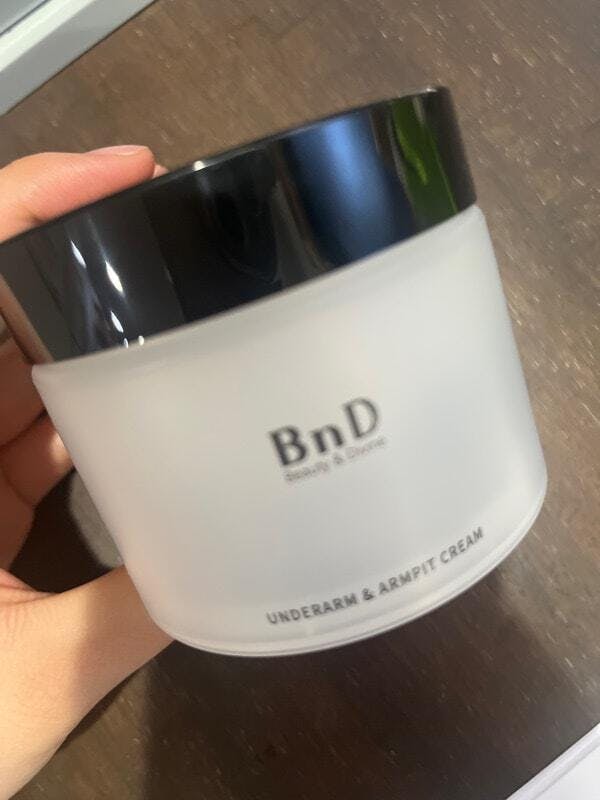 BnD
Beauty & Divine
UNDERARM & ARMPIT CREAM